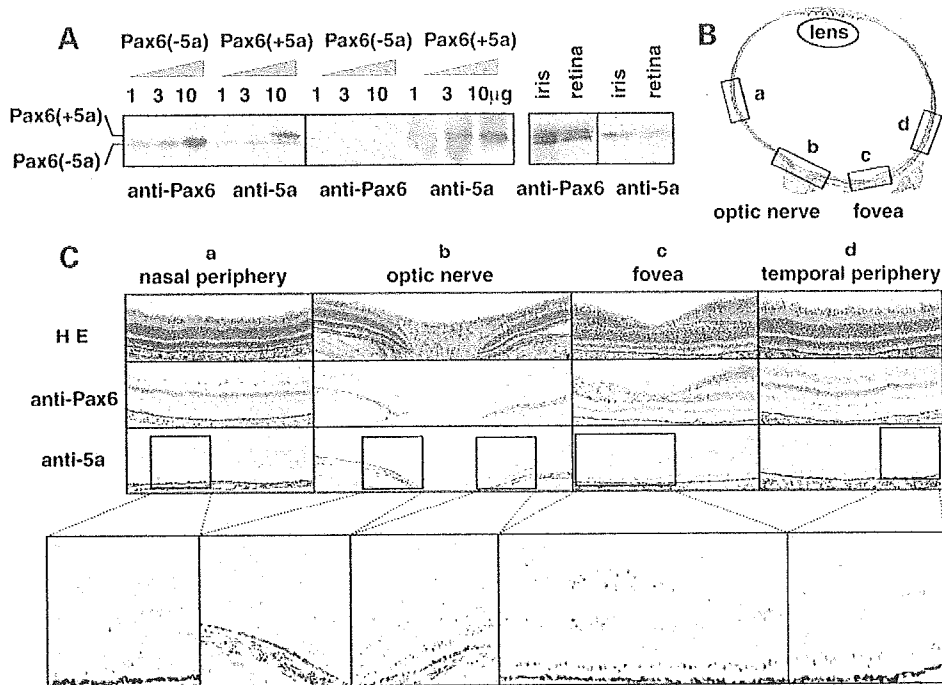 A
Pax6(-5a) Pax6(+5a) Pax6(-5a) Pax6(+5a)
1 3 10 1 3 10 1 3 10 1 3 10 μg
iris retina iris retina
Pax6(+5a)
Pax6(-5a)
anti-Pax6 anti-5a anti-Pax6 anti-5a anti-Pax6 anti-5a
B
lens
a
d
b
c
optic nerve fovea
C
a b c d
nasal periphery optic nerve fovea temporal periphery
H E
anti-Pax6
anti-5a